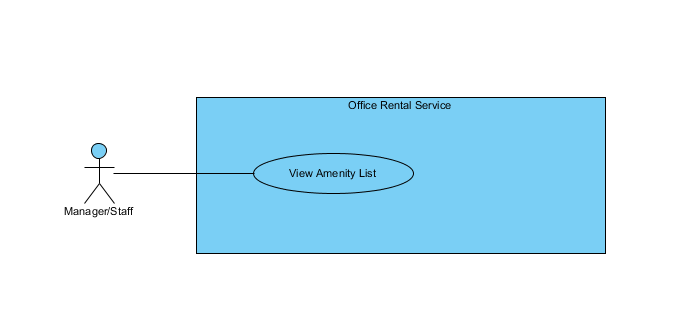 Office Rental Service
View Amenity List
Manager/Staff